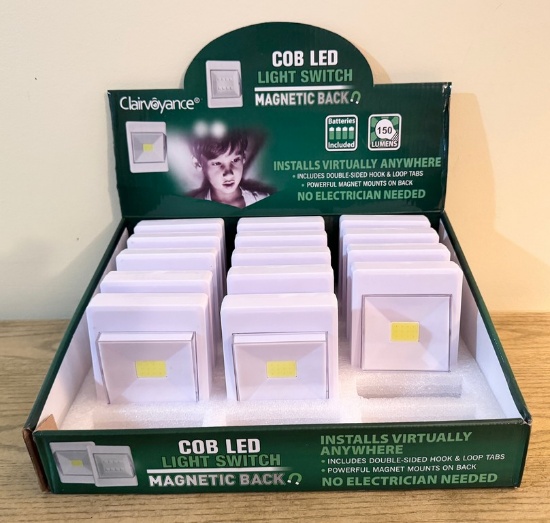 COB LED
LIGHT SWITCH
MAGNETIC BACK
Clairvoyance®
Batteries
Included
150
LUMENS
INSTALLS VIRTUALLY ANYWHERE
• INCLUDES DOUBLE-SIDED HOOK & LOOP TABS
• POWERFUL MAGNET MOUNTS ON BACK
NO ELECTRICIAN NEEDED
COB LED
LIGHT SWITCH
MAGNETIC BACK
INSTALLS VIRTUALLY
ANYWHERE
• INCLUDES DOUBLE-SIDED HOOK & LOOP TABS
• POWERFUL MAGNET MOUNTS ON BACK
NO ELECTRICIAN NEEDED